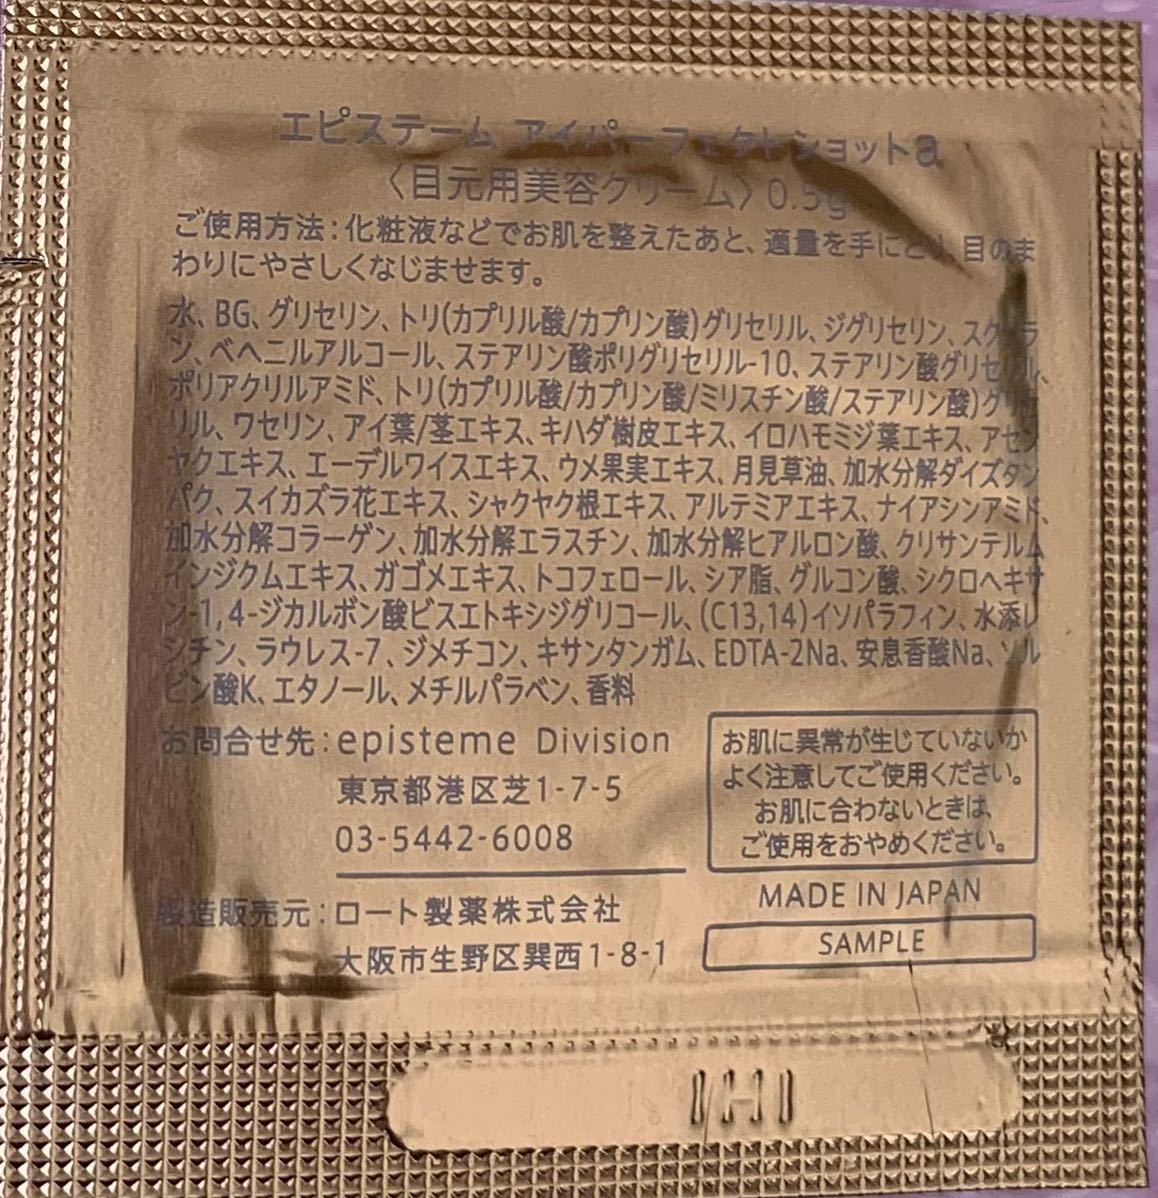 エピステーム アイパーフェクトショットa
〈目元用美容クリーム〉0.5g
ご使用方法:化粧液などでお肌を整えたあと、適量を手にとり、目のま
わりにやさしくなじませます。
水、BG、グリセリン、トリ(カプリル酸/カプリン酸)グリセリル、ジグリセリン、スクワラ
ン、ベヘニルアルコール、ステアリン酸ポリグリセリル-10、ステアリン酸グリセリル、
ポリアクリルアミド、トリ(カプリル酸/カプリン酸/ミリスチン酸/ステアリン酸)グリセ
リル、ワセリン、アイ葉/茎エキス、キハダ樹皮エキス、イロハモミジ葉エキス、アセン
ヤクエキス、エーデルワイスエキス、ウメ果実エキス、月見草油、加水分解ダイズタン
パク、スイカズラ花エキス、シャクヤク根エキス、アルテミアエキス、ナイアシンアミド、
加水分解コラーゲン、加水分解エラスチン、加水分解ヒアルロン酸、クリサンテルム
インジクムエキス、ガゴメエキス、トコフェロール、シア脂、グルコン酸、シクロヘキサ
ン-1,4-ジカルボン酸ビスエトキシジグリコール、(C13,14)イソパラフィン、水添レ
シチン、ラウレス-7、ジメチコン、キサンタンガム、EDTA-2Na、安息香酸Na、ソル
ビン酸K、エタノール、メチルパラベン、香料
お問合せ先:episteme Division
東京都港区芝1-7-5
03-5442-6008
製造販売元:ロート製薬株式会社
大阪市生野区巽西1-8-1
お肌に異常が生じていないか
よく注意してご使用ください。
お肌に合わないときは、
ご使用をおやめください。
MADE IN JAPAN
SAMPLE